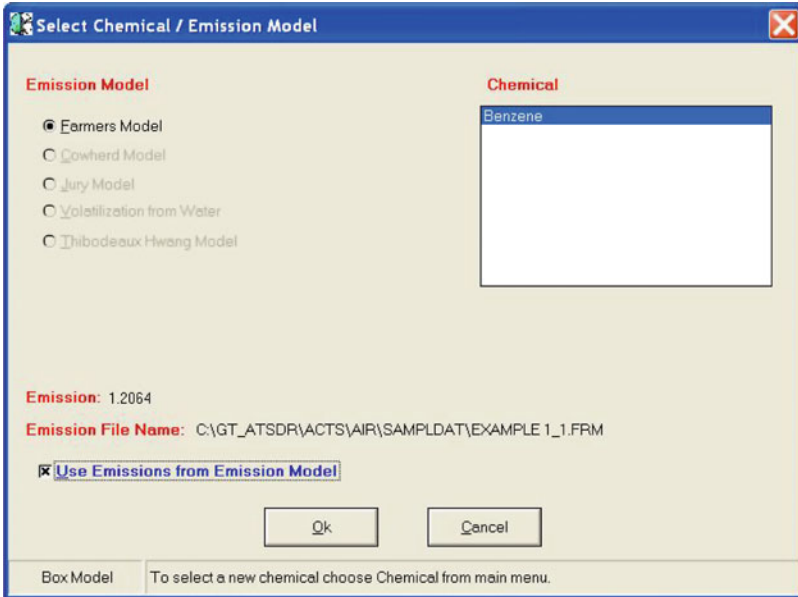 Select Chemical / Emission Model
Emission Model
Chemical
Farmers Model
Cowherd Model
Jury Model
Volatilization from Water
Thibodeaux Hwang Model
Benzene
Emission: 1.2064
Emission File Name: C:\GT_ATSDR\ACTS\AIR\SAMPLDAT\EXAMPLE 1_1.FRM
Use Emissions from Emission Model
Ok
Cancel
Box Model
To select a new chemical choose Chemical from main menu.